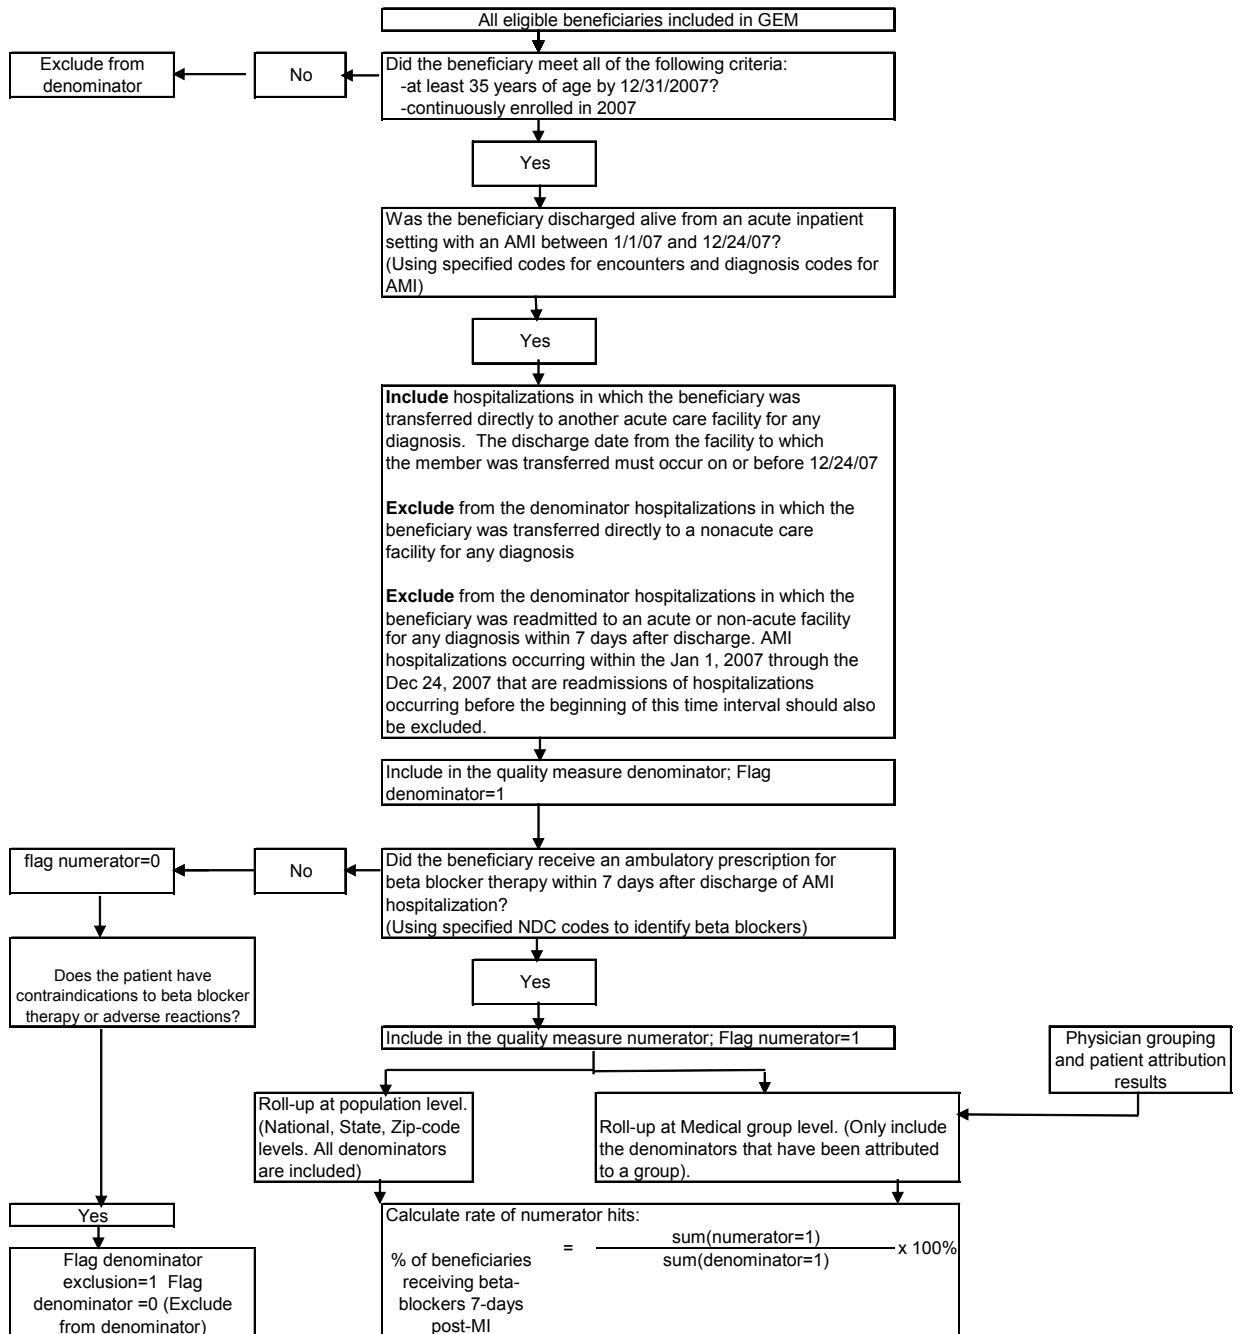 All eligible beneficiaries included in GEM
Exclude from
denominator
No
Did the beneficiary meet all of the following criteria:
-at least 35 years of age by 12/31/2007?
-continuously enrolled in 2007
Yes
Was the beneficiary discharged alive from an acute inpatient
setting with an AMI between 1/1/07 and 12/24/07?
(Using specified codes for encounters and diagnosis codes for
AMI)
Yes
Include hospitalizations in which the beneficiary was
transferred directly to another acute care facility for any
diagnosis. The discharge date from the facility to which
the member was transferred must occur on or before 12/24/07
Exclude from the denominator hospitalizations in which the
beneficiary was transferred directly to a nonacute care
facility for any diagnosis
Exclude from the denominator hospitalizations in which the
beneficiary was readmitted to an acute or non-acute facility
for any diagnosis within 7 days after discharge. AMI
hospitalizations occurring within the Jan 1, 2007 through the
Dec 24, 2007 that are readmissions of hospitalizations
occurring before the beginning of this time interval should also
be excluded.
Include in the quality measure denominator; Flag
denominator=1
flag numerator=0
No
Did the beneficiary receive an ambulatory prescription for
beta blocker therapy within 7 days after discharge of AMI
hospitalization?
(Using specified NDC codes to identify beta blockers)
Does the patient have
contraindications to beta blocker
therapy or adverse reactions?
Yes
Include in the quality measure numerator; Flag numerator=1
Physician grouping
and patient attribution
results
Roll-up at population level.
(National, State, Zip-code
levels. All denominators
are included)
Roll-up at Medical group level. (Only include
the denominators that have been attributed
to a group).
Yes
Flag denominator
exclusion=1 Flag
denominator =0 (Exclude
from denominator)
Calculate rate of numerator hits:
% of beneficiaries
receiving beta-
blockers 7-days
post-MI
=
sum(numerator=1)
sum(denominator=1)
x 100%